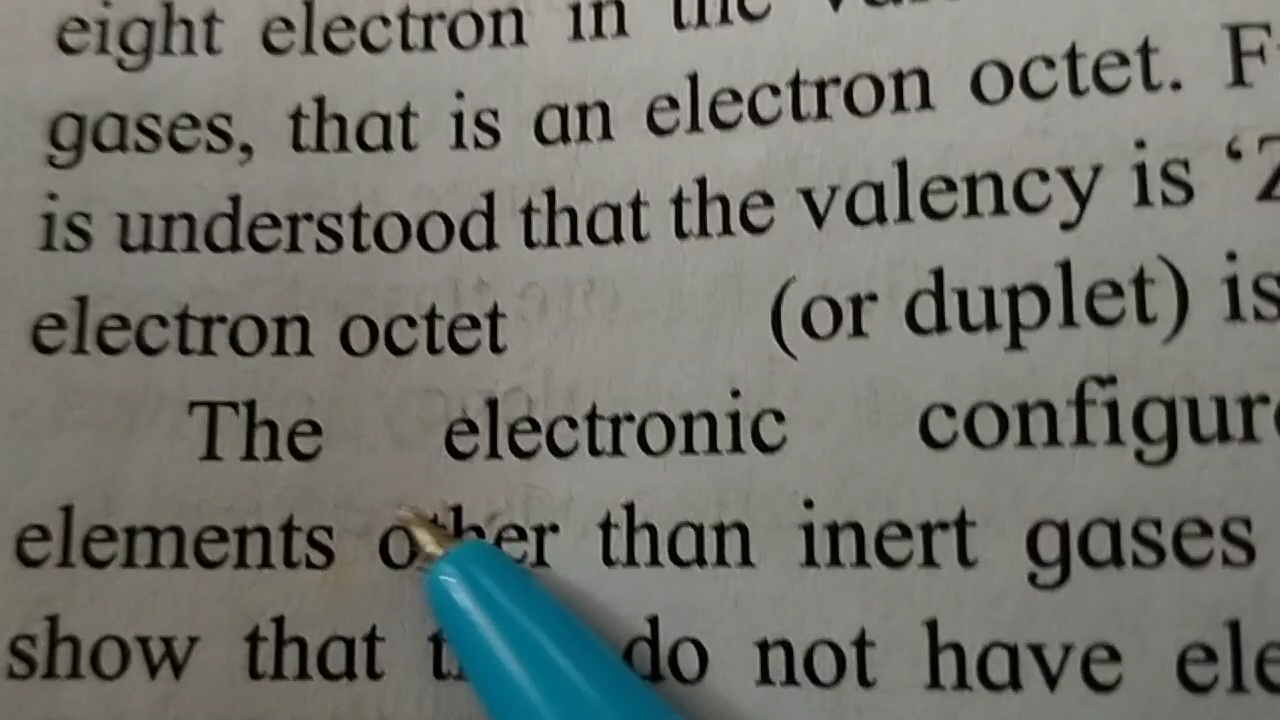 eight electron in the
gases, that is an electron octet. F
is understood that the valency is ‘Z
electron octet (or duplet) is
The electronic configur
elements other than inert gases
show that do not have ele